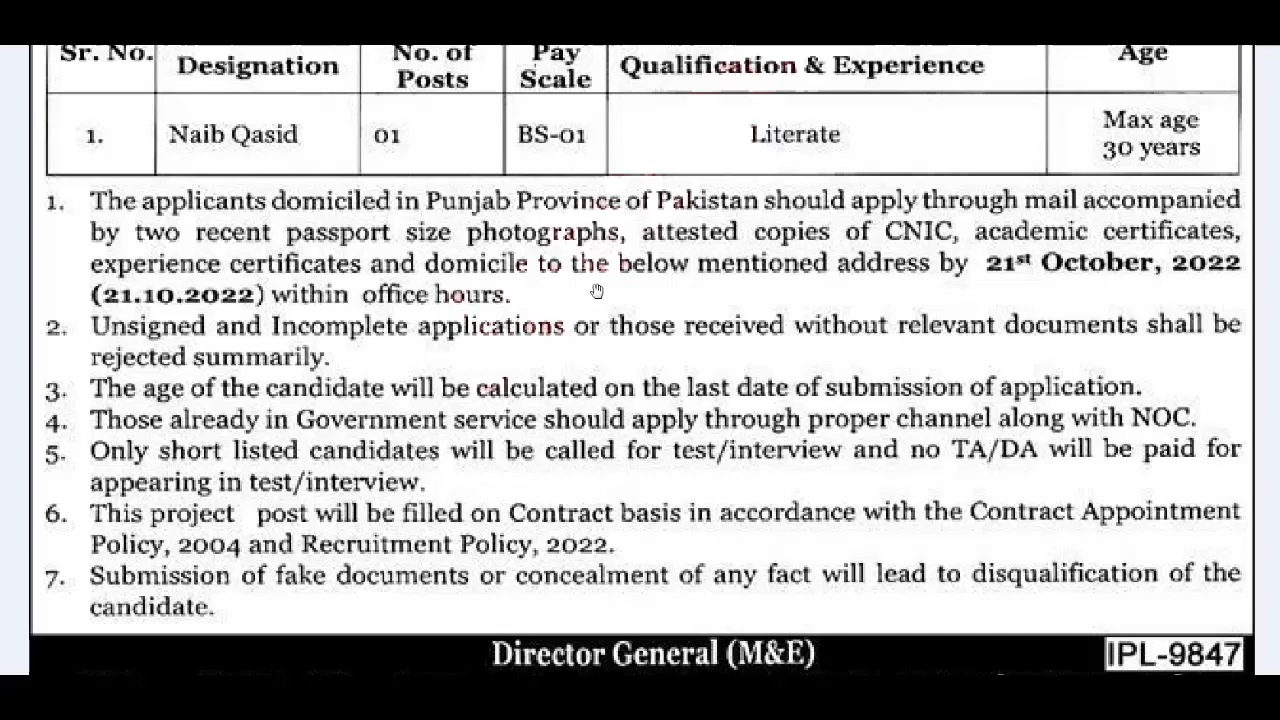 Sr. No. Designation No. of Posts Pay Scale Qualification & Experience Age
1. Naib Qasid 01 BS-01 Literate Max age 30 years
1. The applicants domiciled in Punjab Province of Pakistan should apply through mail accompanied
by two recent passport size photographs, attested copies of CNIC, academic certificates,
experience certificates and domicile to the below mentioned address by 21st October, 2022
(21.10.2022) within office hours.
2. Unsigned and Incomplete applications or those received without relevant documents shall be
rejected summarily.
3. The age of the candidate will be calculated on the last date of submission of application.
4. Those already in Government service should apply through proper channel along with NOC.
5. Only short listed candidates will be called for test/interview and no TA/DA will be paid for
appearing in test/interview.
6. This project post will be filled on Contract basis in accordance with the Contract Appointment
Policy, 2004 and Recruitment Policy, 2022.
7. Submission of fake documents or concealment of any fact will lead to disqualification of the
candidate.
Director General (M&E) IPL-9847